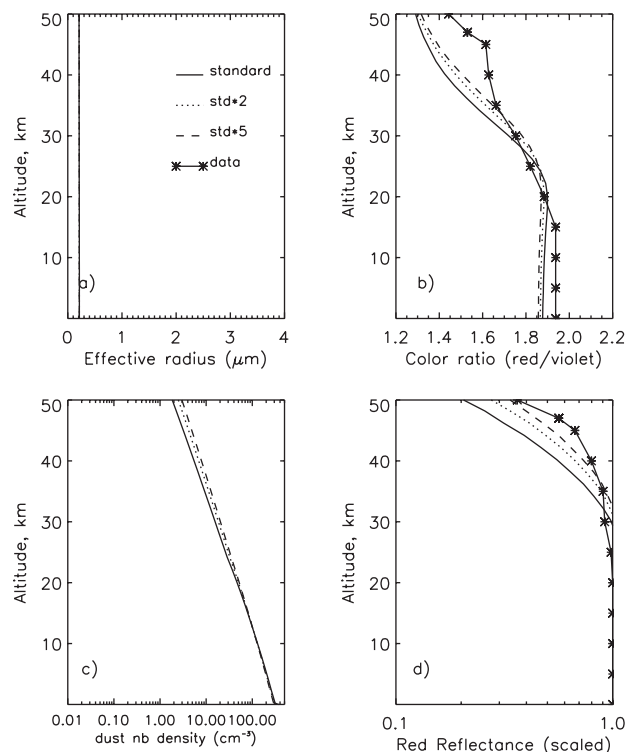 50
40
30
20
10
Altitude, km
standard
std*2
std*5
data
a)
0 1 2 3 4
Effective radius (μm)
50
40
30
20
10
Altitude, km
b)
1.2 1.4 1.6 1.8 2.0 2.2
Color ratio (red/violet)
50
40
30
20
10
Altitude, km
c)
0.01 0.10 1.00 10.00 100.00
dust nb density (cm⁻³)
50
40
30
20
10
Altitude, km
d)
0.1 1.0
Red Reflectance (scaled)